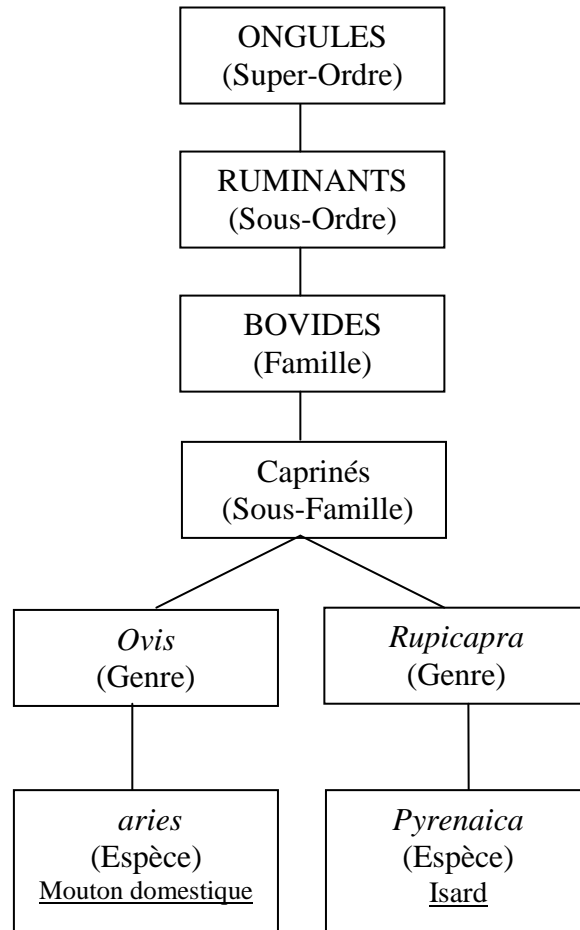 ONGULES
(Super-Ordre)
RUMINANTS
(Sous-Ordre)
BOVIDES
(Famille)
Caprinés
(Sous-Famille)
Ovis
(Genre)
Rupicapra
(Genre)
aries
(Espèce)
Mouton domestique
Pyrenaica
(Espèce)
Isard